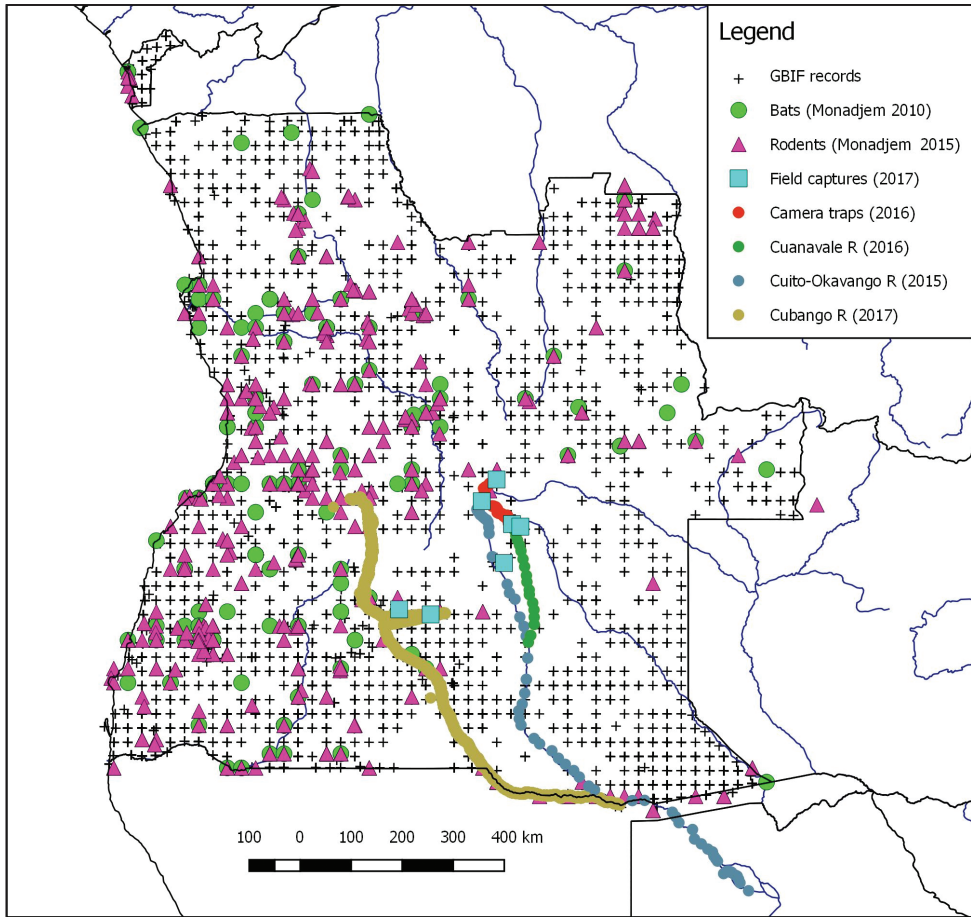 Legend
GBIF records
Bats (Monadjem 2010)
Rodents (Monadjem 2015)
Field captures (2017)
Camera traps (2016)
Cuanavale R (2016)
Cuito-Okavango R (2015)
Cubango R (2017)
100 0 100 200 300 400 km